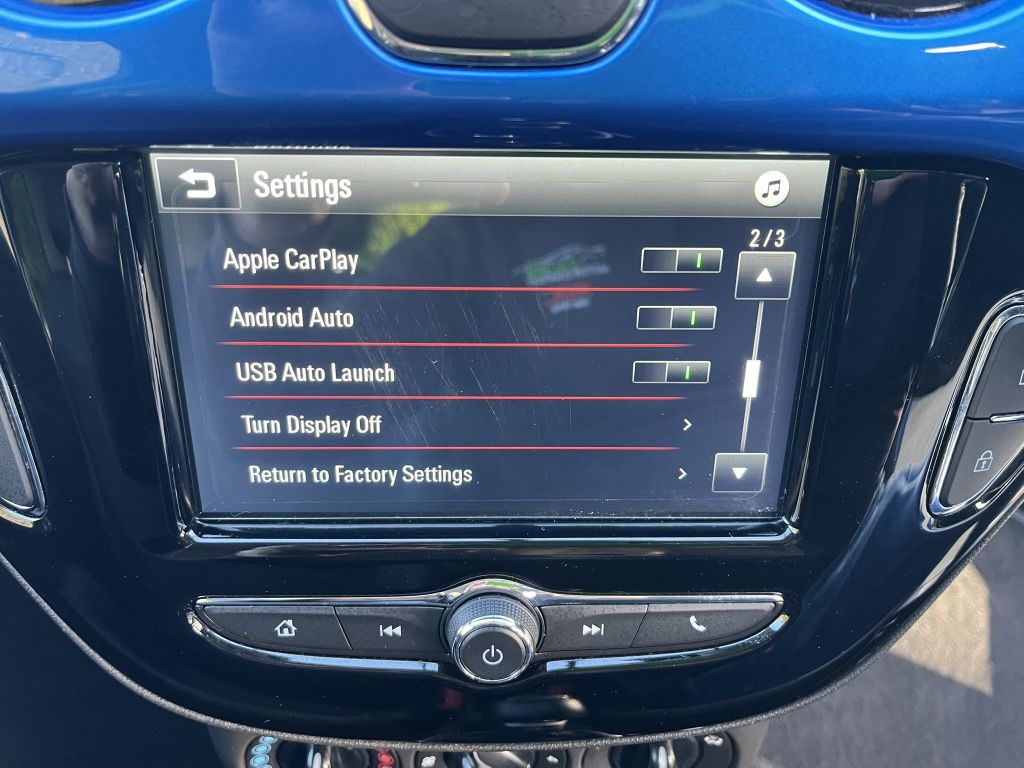 Settings
2/3
Apple CarPlay
Android Auto
USB Auto Launch
Turn Display Off
Return to Factory Settings